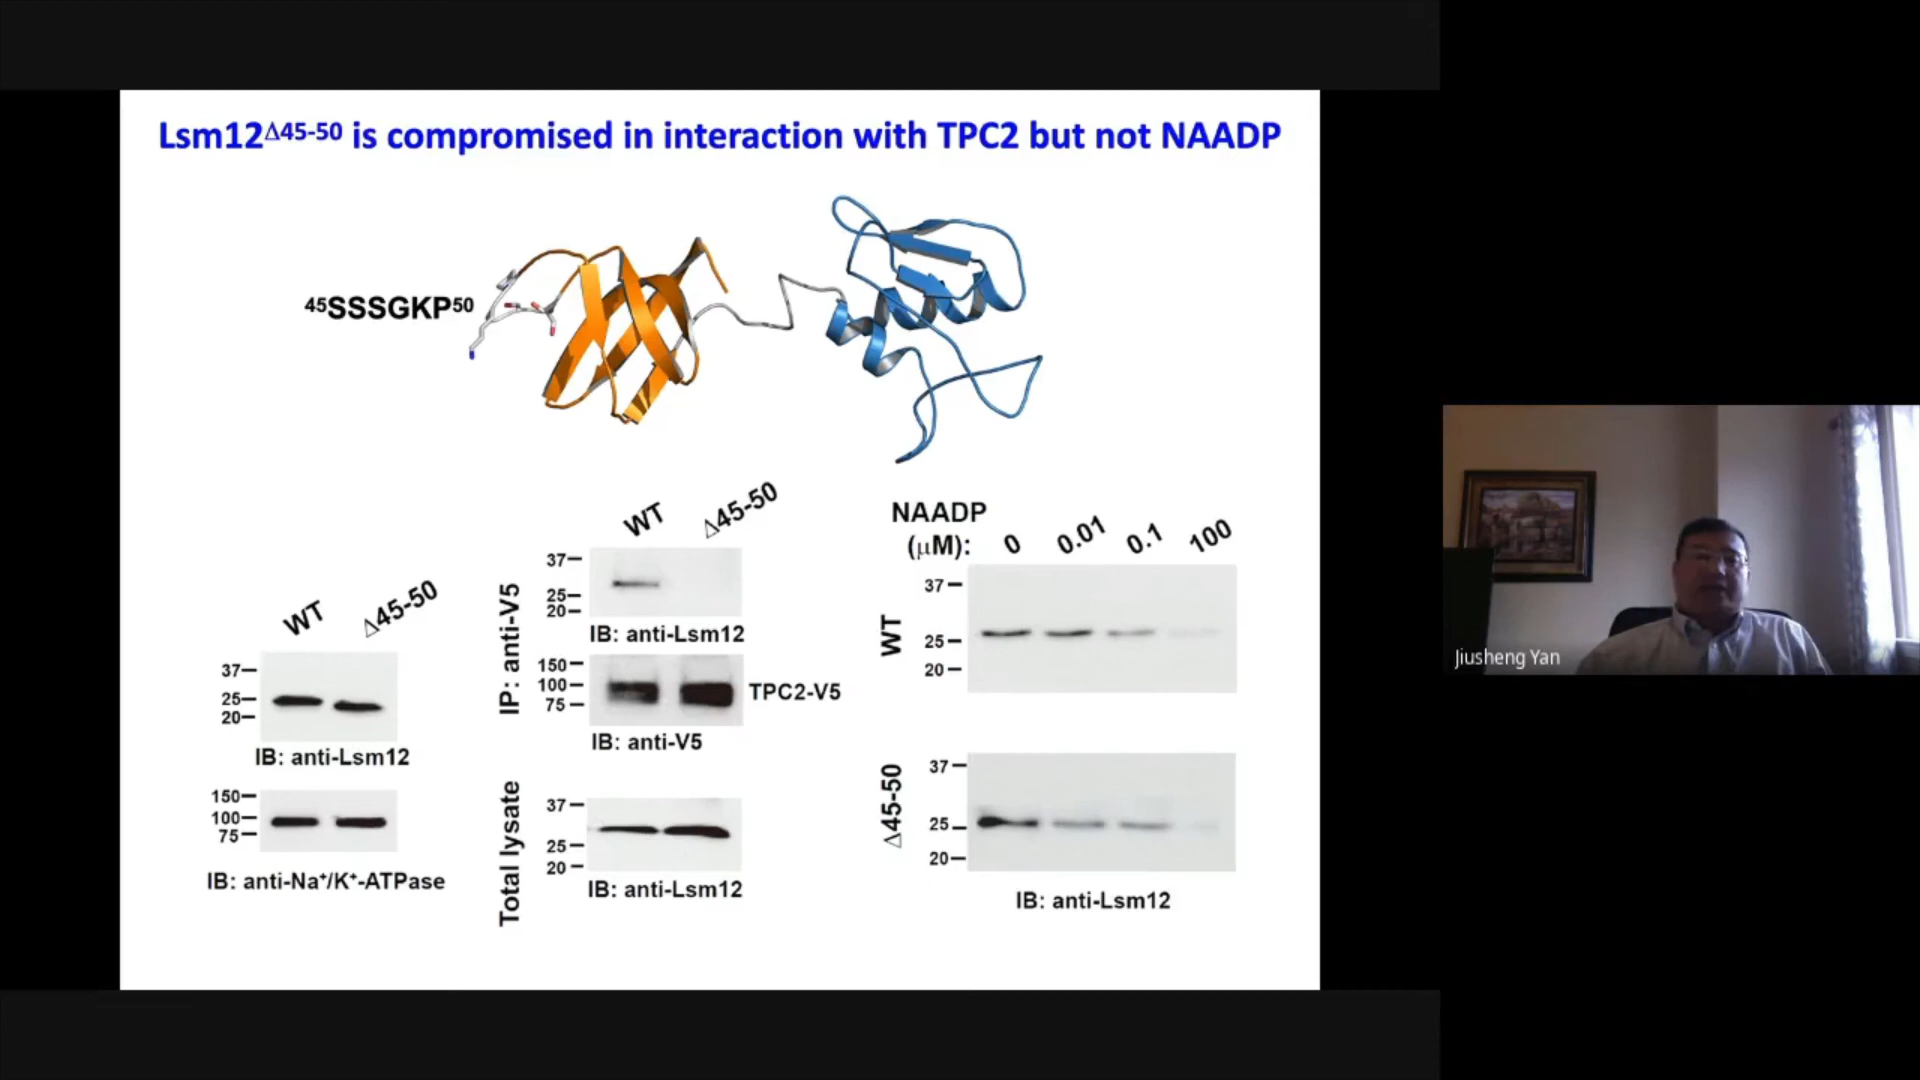 Lsm12Δ45-50 is compromised in interaction with TPC2 but not NAADP
45SSSGKP50
WT Δ45-50
37
25
20
IB: anti-Lsm12
150
100
75
IB: anti-Na+/K+-ATPase
WT Δ45-50
IP: anti-V5
37
25
20
IB: anti-Lsm12
150
100
75
TPC2-V5
IB: anti-V5
Total lysate
37
25
20
IB: anti-Lsm12
NAADP
(μM): 0 0.01 0.1 100
WT
37
25
20
Δ45-50
37
25
20
IB: anti-Lsm12
Jiusheng Yan